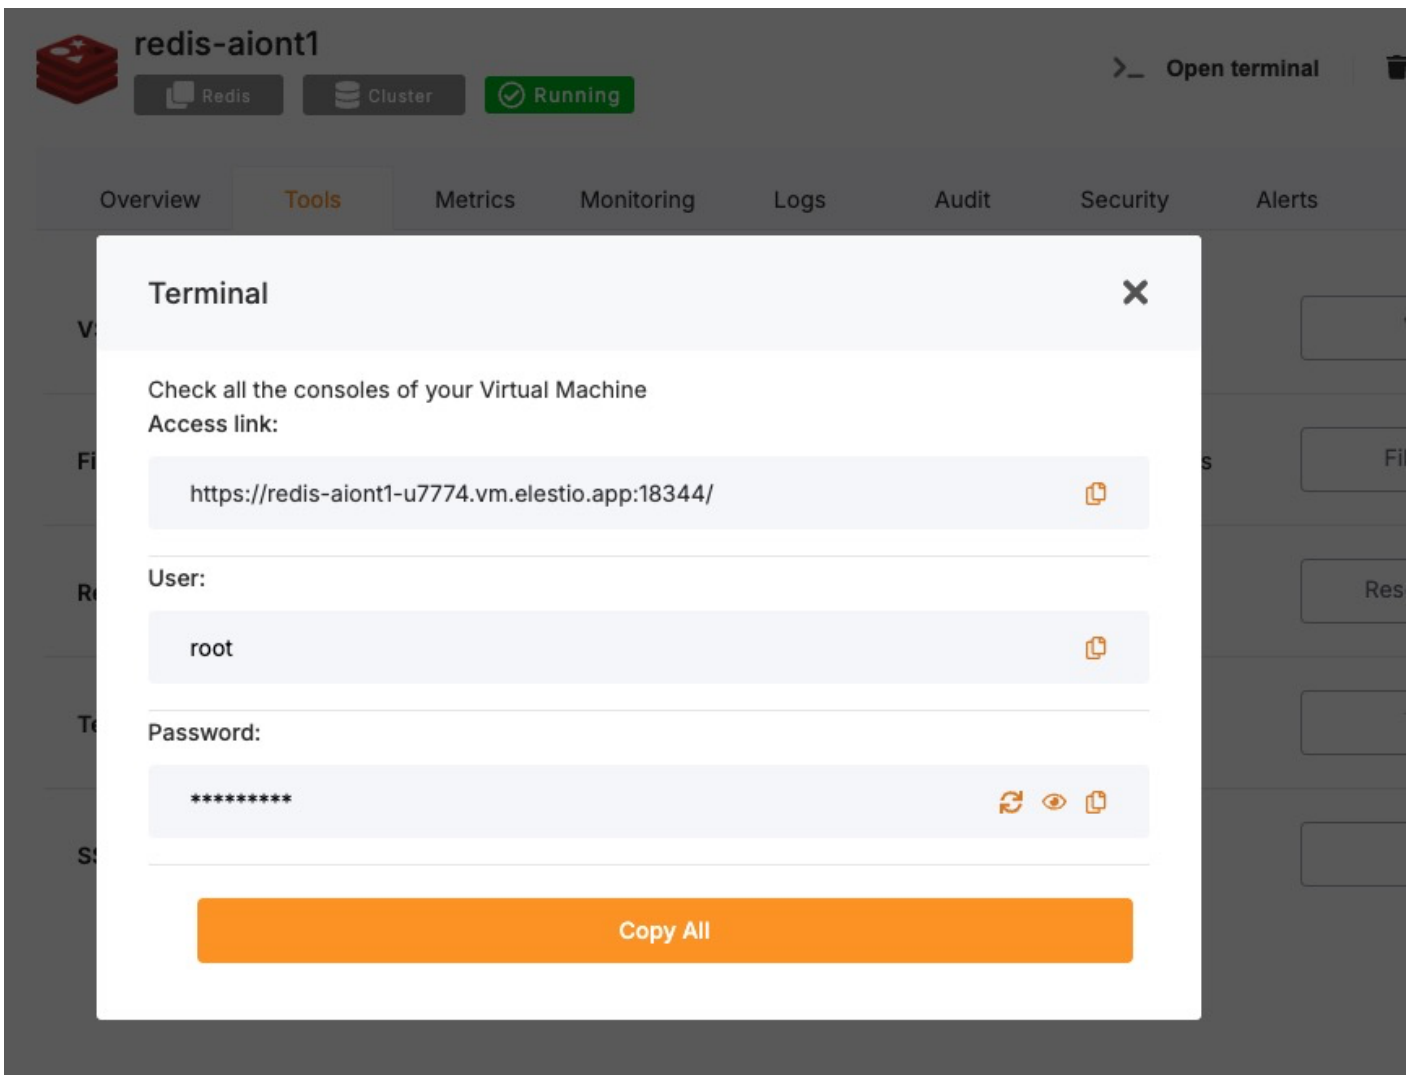 redis-aiont1
Redis
Cluster
Running
Open terminal
Overview
Tools
Metrics
Monitoring
Logs
Audit
Security
Alerts
Terminal
Check all the consoles of your Virtual Machine
Access link:
https://redis-aiont1-u7774.vm.elestio.app:18344/
User:
root
Password:
*********
Copy All